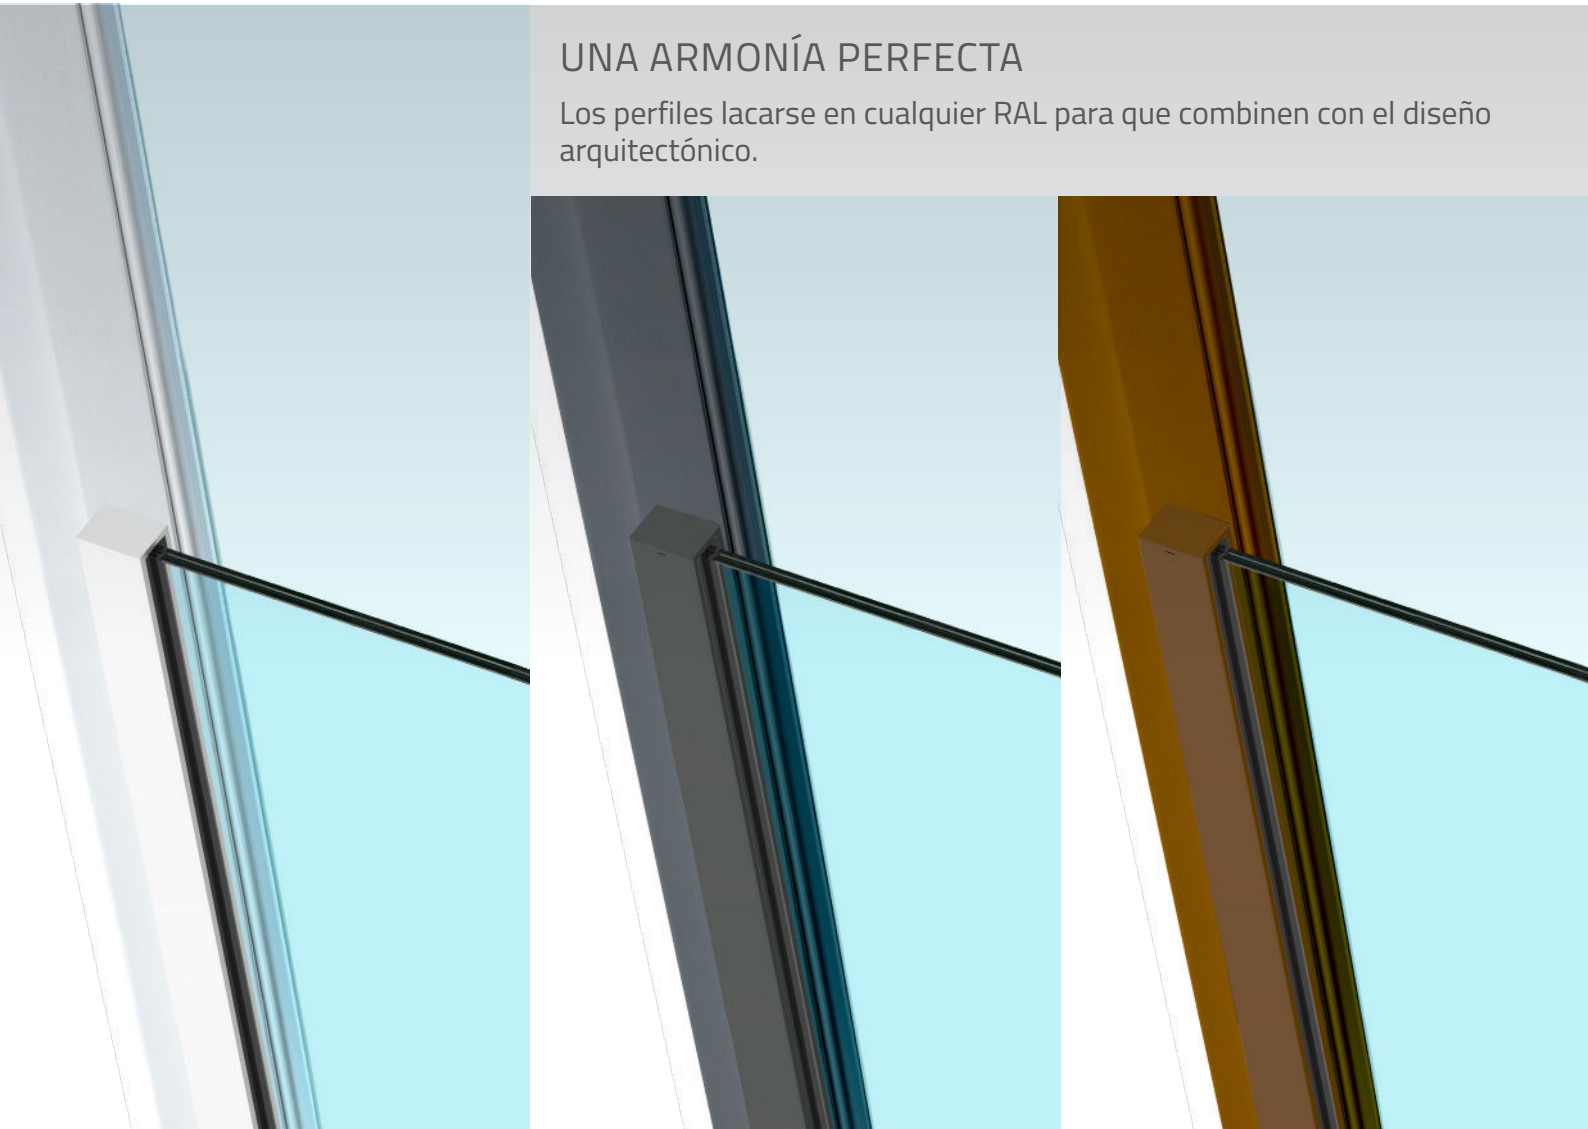 UNA ARMONÍA PERFECTA
Los perfiles lacarse en cualquier RAL para que combinen con el diseño
arquitectónico.